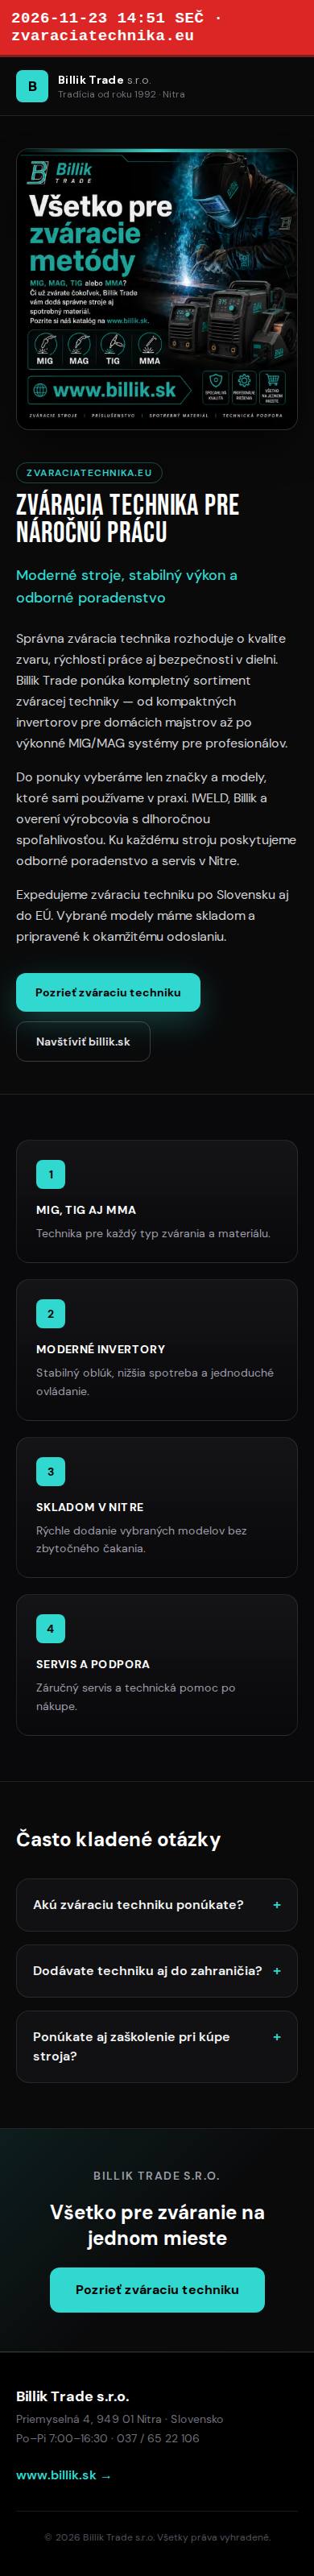 2026-11-23 14:51 SEČ ·
zvaraciatechnika.eu
B
Billik Trade s.r.o.
Tradícia od roku 1992 · Nitra
Billik
TRADE
Všetko pre
zváracie
metódy
MIG, MAG, TIG alebo MMA?
Či už zvárate čokoľvek, Billik Trade
vám dodá správne stroje aj
spotrebný materiál.
Pozrite si náš katalóg na www.billik.sk.
MIG MAG TIG MMA
www.billik.sk
ZVÁRACIE STROJE | PRÍSLUŠENSTVO | SPOTREBNÝ MATERIÁL | TECHNICKÁ PODPORA
ZVARACIATECHNIKA.EU
ZVÁRACIA TECHNIKA PRE
NÁROČNÚ PRÁCU
Moderné stroje, stabilný výkon a
odborné poradenstvo
Správna zváracia technika rozhoduje o kvalite
zvaru, rýchlosti práce aj bezpečnosti v dielni.
Billik Trade ponúka kompletný sortiment
zváracej techniky — od kompaktných
invertorov pre domácich majstrov až po
výkonné MIG/MAG systémy pre profesionálov.
Do ponuky vyberáme len značky a modely,
ktoré sami používame v praxi. IWELD, Billik a
overení výrobcovia s dlhoročnou
spoľahlivosťou. Ku každému stroju poskytujeme
odborné poradenstvo a servis v Nitre.
Expedujeme zváraciu techniku po Slovensku aj
do EÚ. Vybrané modely máme skladom a
pripravené k okamžitému odoslaniu.
Pozrieť zváraciu techniku
Navštíviť billik.sk
1
MIG, TIG AJ MMA
Technika pre každý typ zvárania a materiálu.
2
MODERNÉ INVERTORY
Stabilný oblúk, nižšia spotreba a jednoduché
ovládanie.
3
SKLADOM V NITRE
Rýchle dodanie vybraných modelov bez
zbytočného čakania.
4
SERVIS A PODPORA
Záručný servis a technická pomoc po
nákupe.
Často kladené otázky
Akú zváraciu techniku ponúkate? +
Dodávate techniku aj do zahraničia? +
Ponúkate aj zaškolenie pri kúpe +
stroja?
BILLIK TRADE S.R.O.
Všetko pre zváranie na
jednom mieste
Pozrieť zváraciu techniku
Billik Trade s.r.o.
Priemyselná 4, 949 01 Nitra · Slovensko
Po–Pi 7:00–16:30 · 037 / 65 22 106
www.billik.sk →
© 2026 Billik Trade s.r.o. Všetky práva vyhradené.